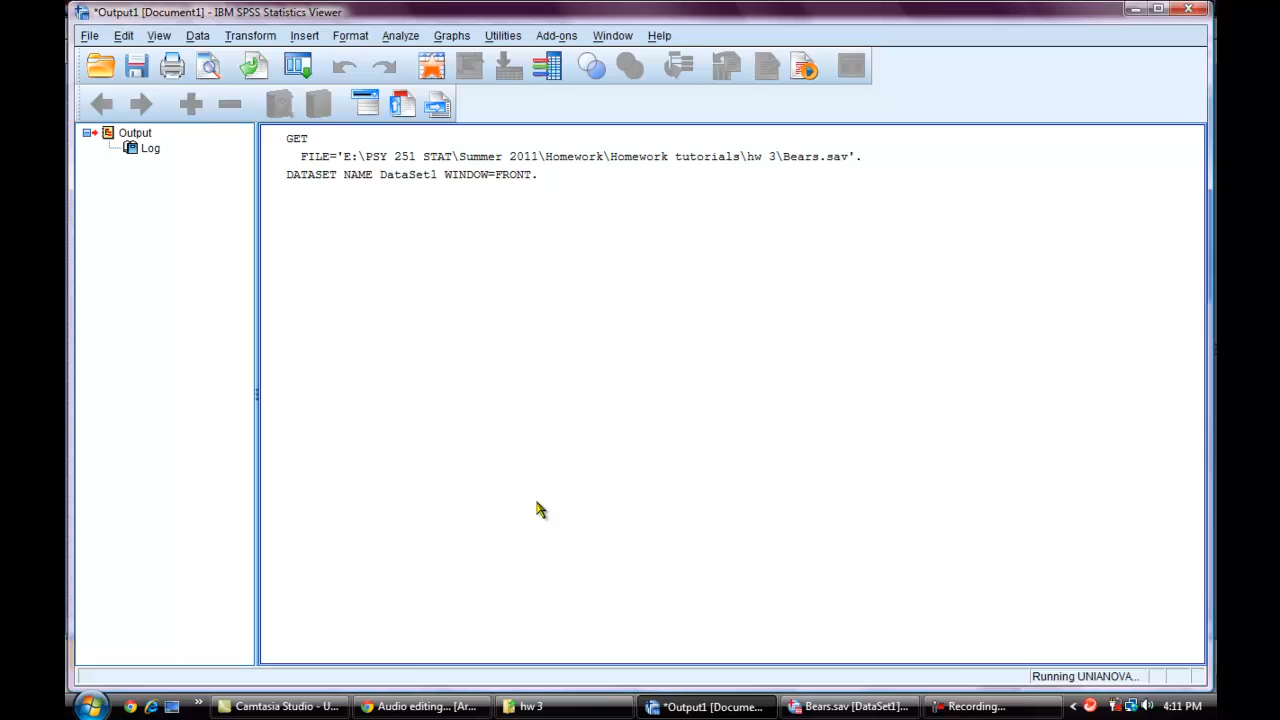 *Output1 [Document1] - IBM SPSS Statistics Viewer
File Edit View Data Transform Insert Format Analyze Graphs Utilities Add-ons Window Help
Output
Log
GET
FILE='E:\PSY 251 STAT\Summer 2011\Homework\Homework tutorials\hw 3\Bears.sav'.
DATASET NAME DataSet1 WINDOW=FRONT.
Running UNIANOVA...
Camtasia Studio - U... Audio editing... [Ar... hw 3 *Output1 [Docume... Bears.sav [DataSet1]... Recording... 4:11 PM